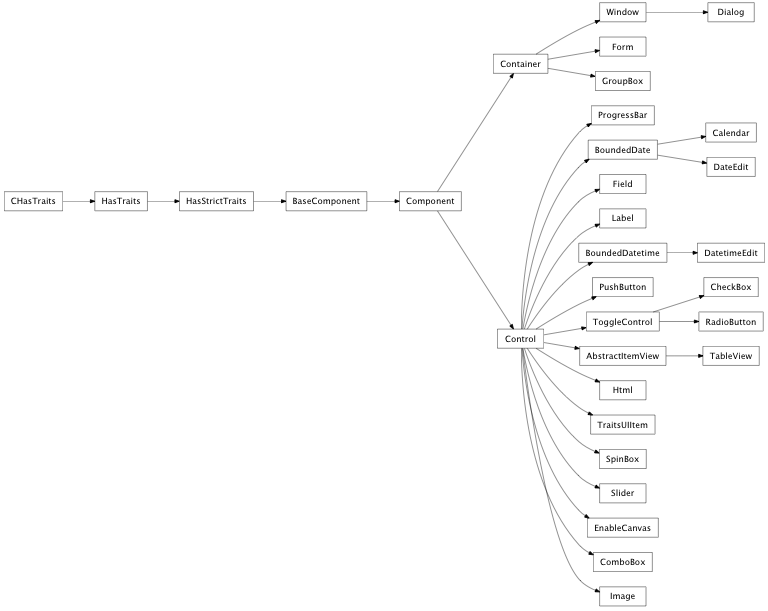 Window
Dialog
Form
Container
GroupBox
ProgressBar
Calendar
BoundedDate
DateEdit
Field
CHasTraits
HasTraits
HasStrictTraits
BaseComponent
Component
Label
BoundedDatetime
DatetimeEdit
PushButton
CheckBox
ToggleControl
RadioButton
Control
AbstractItemView
TableView
Html
TraitsUIItem
SpinBox
Slider
EnableCanvas
ComboBox
Image